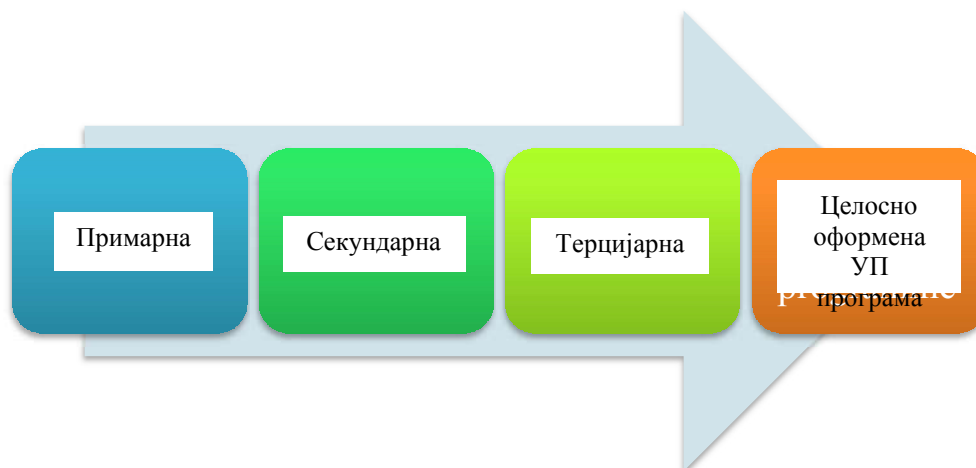 Примарна
Секундарна
Терцијарна
Целосно
оформена
УП
програма